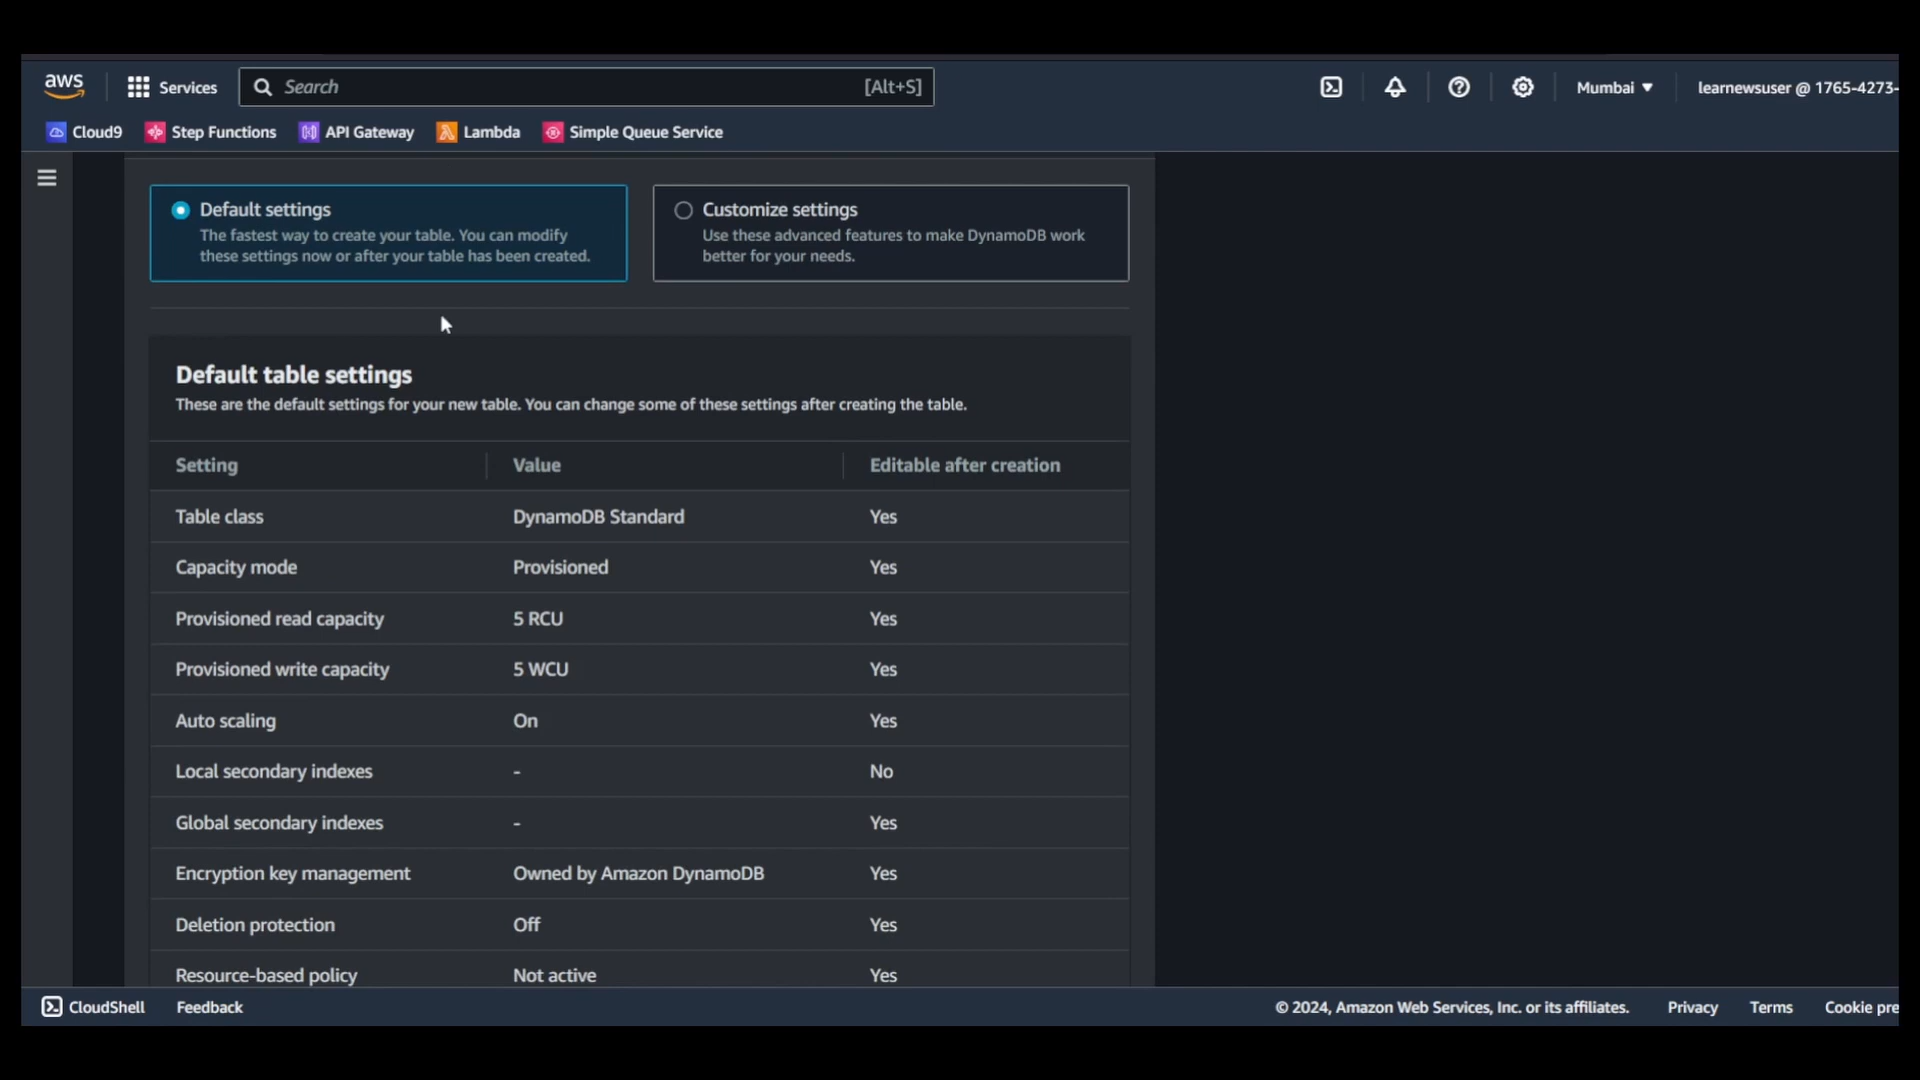 aws
Services
Search [Alt+S]
Mumbai
learnewsuser @ 1765-4273-
Cloud9
Step Functions
API Gateway
Lambda
Simple Queue Service
Default settings
The fastest way to create your table. You can modify
these settings now or after your table has been created.
Customize settings
Use these advanced features to make DynamoDB work
better for your needs.
Default table settings
These are the default settings for your new table. You can change some of these settings after creating the table.
Setting Value Editable after creation
Table class DynamoDB Standard Yes
Capacity mode Provisioned Yes
Provisioned read capacity 5 RCU Yes
Provisioned write capacity 5 WCU Yes
Auto scaling On Yes
Local secondary indexes - No
Global secondary indexes - Yes
Encryption key management Owned by Amazon DynamoDB Yes
Deletion protection Off Yes
Resource-based policy Not active Yes
CloudShell
Feedback
© 2024, Amazon Web Services, Inc. or its affiliates.
Privacy
Terms
Cookie pre